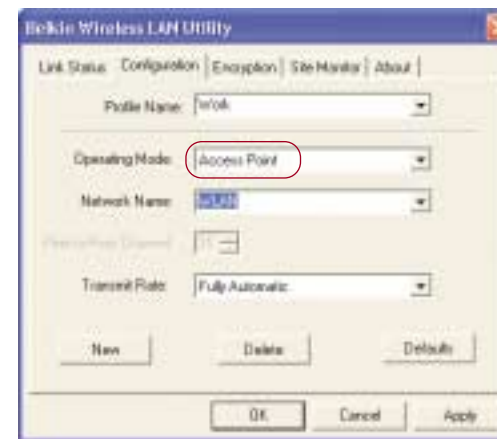 Belkin Wireless LAN Utility
Link Status Configuration Encryption Site Monitor About
Profile Name: Work
Operating Mode: Access Point
Network Name: WLAN
Transmit Rate: Fully Automatic
New Delete Defaults
OK Cancel Apply